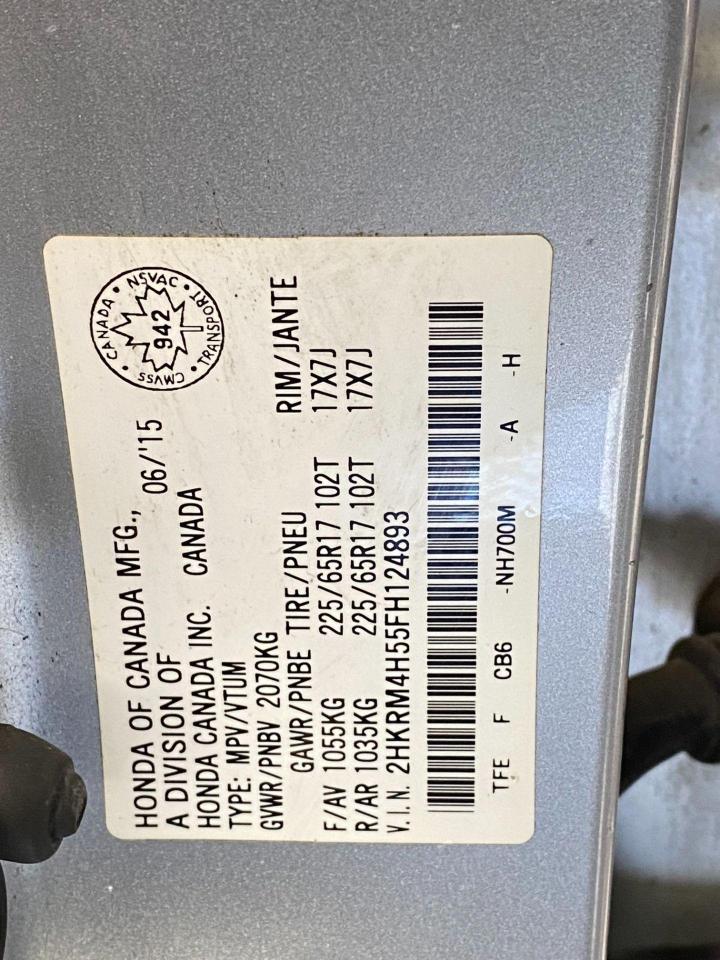 HONDA OF CANADA MFG., 06/'15
A DIVISION OF
HONDA CANADA INC. CANADA
CANADA • NSVAC • TRANSPORT • CMVSS •
942
TYPE: MPV/VTUM
GVWR/PNBV 2070KG
GAWR/PNBE TIRE/PNEU RIM/JANTE
F/AV 1055KG 225/65R17 102T 17X7J
R/AR 1035KG 225/65R17 102T 17X7J
V.I.N. 2HKRM4H55FH124893
TFE F CB6 -NH700M -A -H